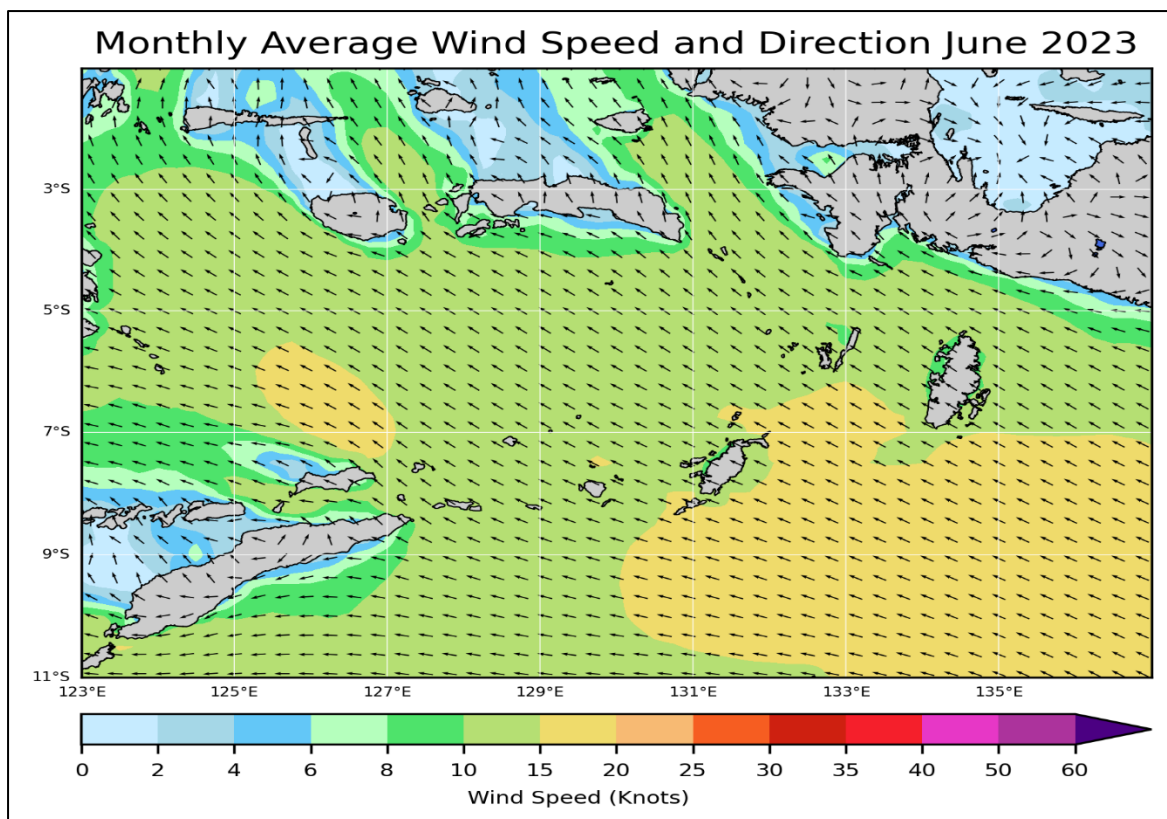 Monthly Average Wind Speed and Direction June 2023
3°S
5°S
7°S
9°S
11°S
123°E 125°E 127°E 129°E 131°E 133°E 135°E
0 2 4 6 8 10 15 20 25 30 35 40 50 60
Wind Speed (Knots)